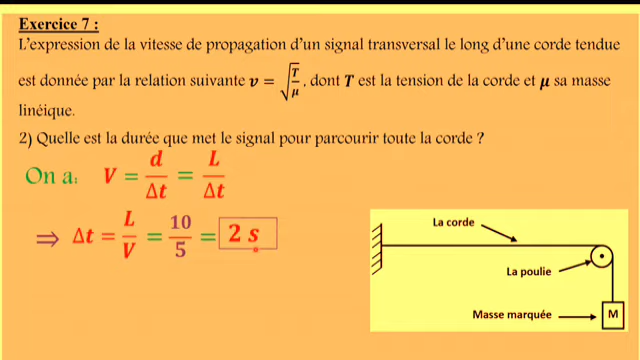 Exercice 7 :
L'expression de la vitesse de propagation d'un signal transversal le long d'une corde tendue
est donnée par la relation suivante v = √(T/μ), dont T est la tension de la corde et μ sa masse
linéique.
2) Quelle est la durée que met le signal pour parcourir toute la corde ?
On a: V = d/Δt = L/Δt
⇒ Δt = L/V = 10/5 = 2 s
La corde
La poulie
Masse marquée
M